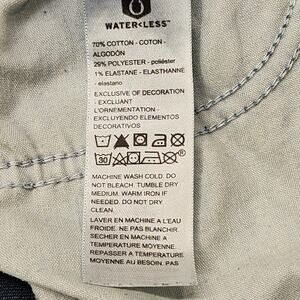 WATER<LESS™
70% COTTON - COTON -
ALGODÓN
29% POLYESTER - poliéster
1% ELASTANE - ELASTHANNE
- elastano
EXCLUSIVE OF DECORATION
- EXCLUANT
L'ORNEMENTATION -
EXCLUYENDO ELEMENTOS
DECORATIVOS
30 ®
MACHINE WASH COLD. DO
NOT BLEACH. TUMBLE DRY
MEDIUM. WARM IRON IF
NEEDED. DO NOT DRY
CLEAN.
LAVER EN MACHINE A L'EAU
FROIDE. NE PAS BLANCHIR
SECHER EN MACHINE A
TEMPERATURE MOYENNE.
REPASSER A TEMPERATURE
MOYENNE AU BESOIN. PAS